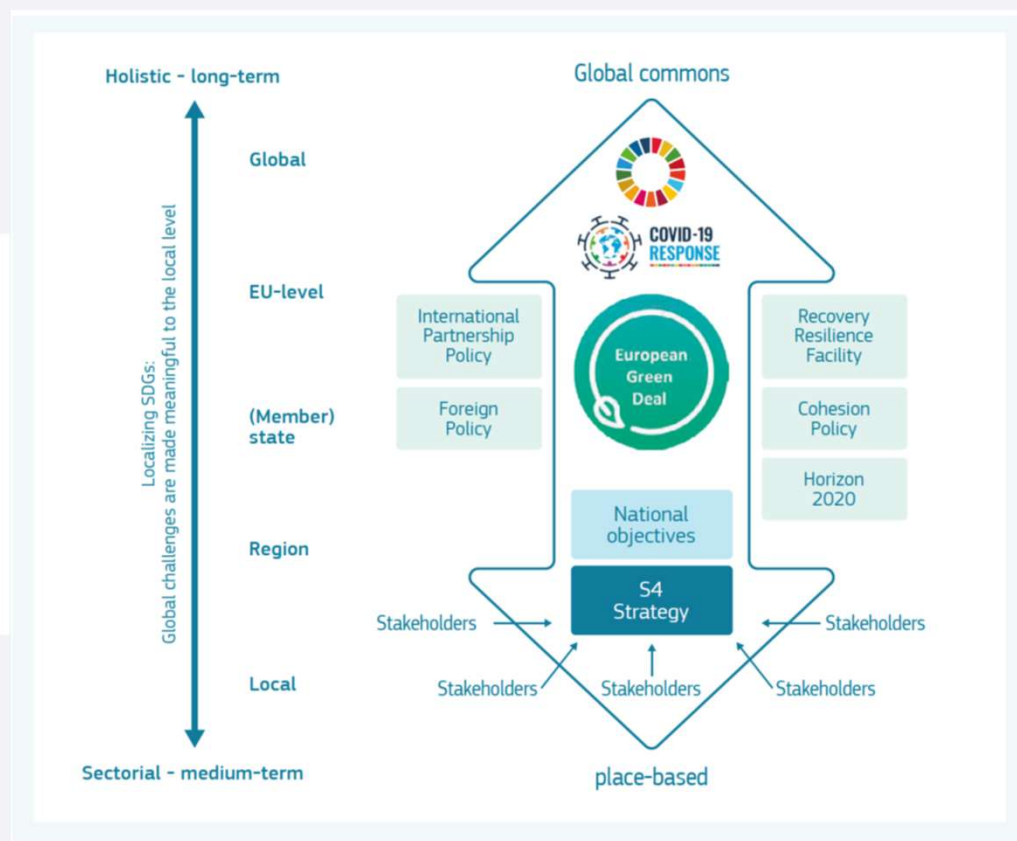 Holistic - long-term
Global commons
Global
COVID-19
RESPONSE
Localizing SDGs:
Global challenges are made meaningful to the local level
EU-level
International
Partnership
Policy
European
Green
Deal
Recovery
Resilience
Facility
(Member)
state
Foreign
Policy
Cohesion
Policy
Horizon
2020
National
objectives
Region
S4
Strategy
Stakeholders
Stakeholders
Local
Stakeholders
Stakeholders
Stakeholders
Sectorial - medium-term
place-based